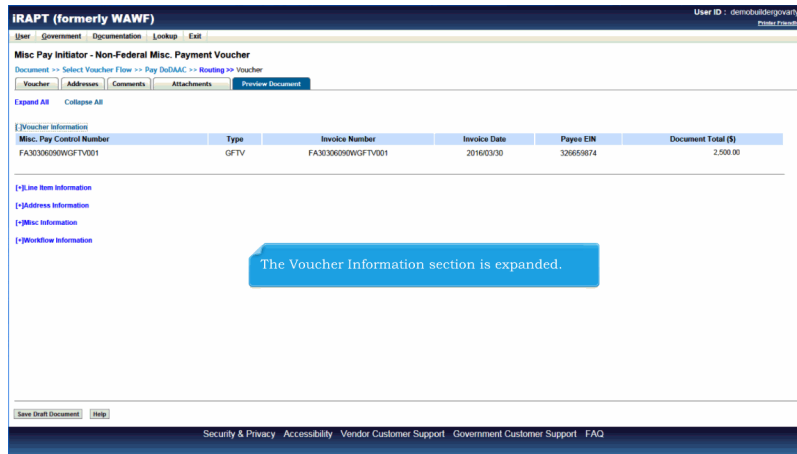 iRAPT (formerly WAWF)
User ID : demobuildergovarty
Printer Friendl
User Government Documentation Lookup Exit
Misc Pay Initiator - Non-Federal Misc. Payment Voucher
Document >> Select Voucher Flow >> Pay DoDAAC >> Routing >> Voucher
Voucher Addresses Comments Attachments Preview Document
Expand All Collapse All
[-]Voucher Information
Misc. Pay Control Number Type Invoice Number Invoice Date Payee EIN Document Total ($)
FA30306090WGFTV001 GFTV FA30306090WGFTV001 2016/03/30 326659874 2,500.00
[+]Line Item Information
[+]Address Information
[+]Misc Information
[+]Workflow Information
The Voucher Information section is expanded.
Save Draft Document Help
Security & Privacy Accessibility Vendor Customer Support Government Customer Support FAQ